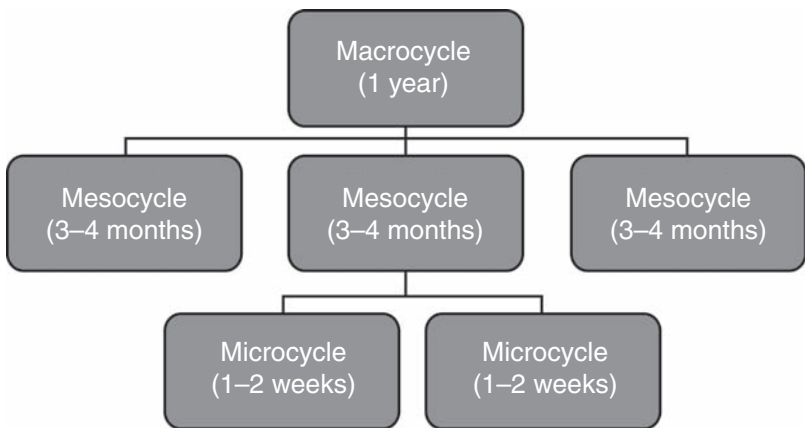 Macrocycle
(1 year)
Mesocycle
(3–4 months)
Mesocycle
(3–4 months)
Mesocycle
(3–4 months)
Microcycle
(1–2 weeks)
Microcycle
(1–2 weeks)